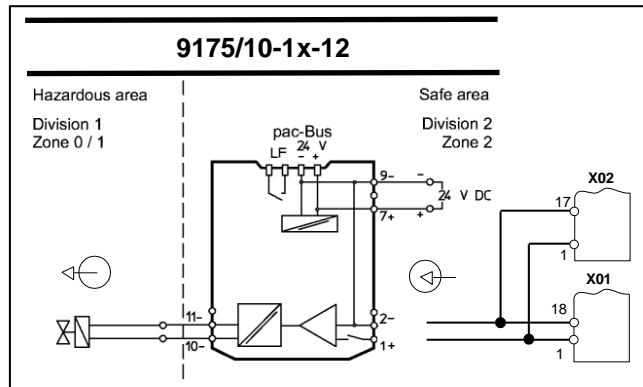 9175/10-1x-12
Hazardous area
Safe area
Division 1
Zone 0 / 1
Division 2
Zone 2
pac-Bus
LF 24 V
- +
9-
-
24 V DC
7+
+
X02
17
1
X01
18
1
11-
10-
2-
1+